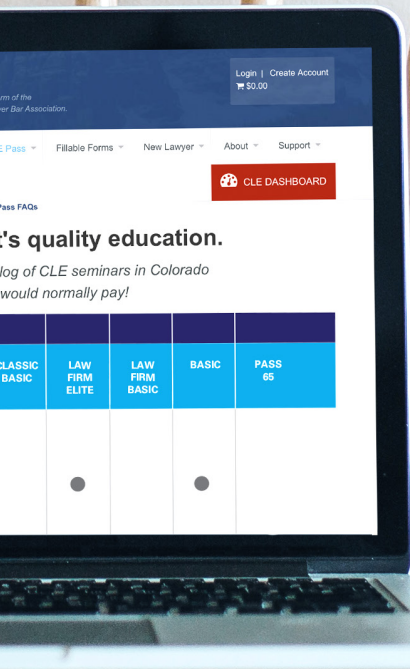 Login | Create Account
$0.00
rm of the
er Bar Association.
E Pass
Fillable Forms
New Lawyer
About
Support
CLE DASHBOARD
Pass FAQs
t's quality education.
log of CLE seminars in Colorado
would normally pay!
CLASSIC
BASIC
LAW
FIRM
ELITE
LAW
FIRM
BASIC
BASIC
PASS
65